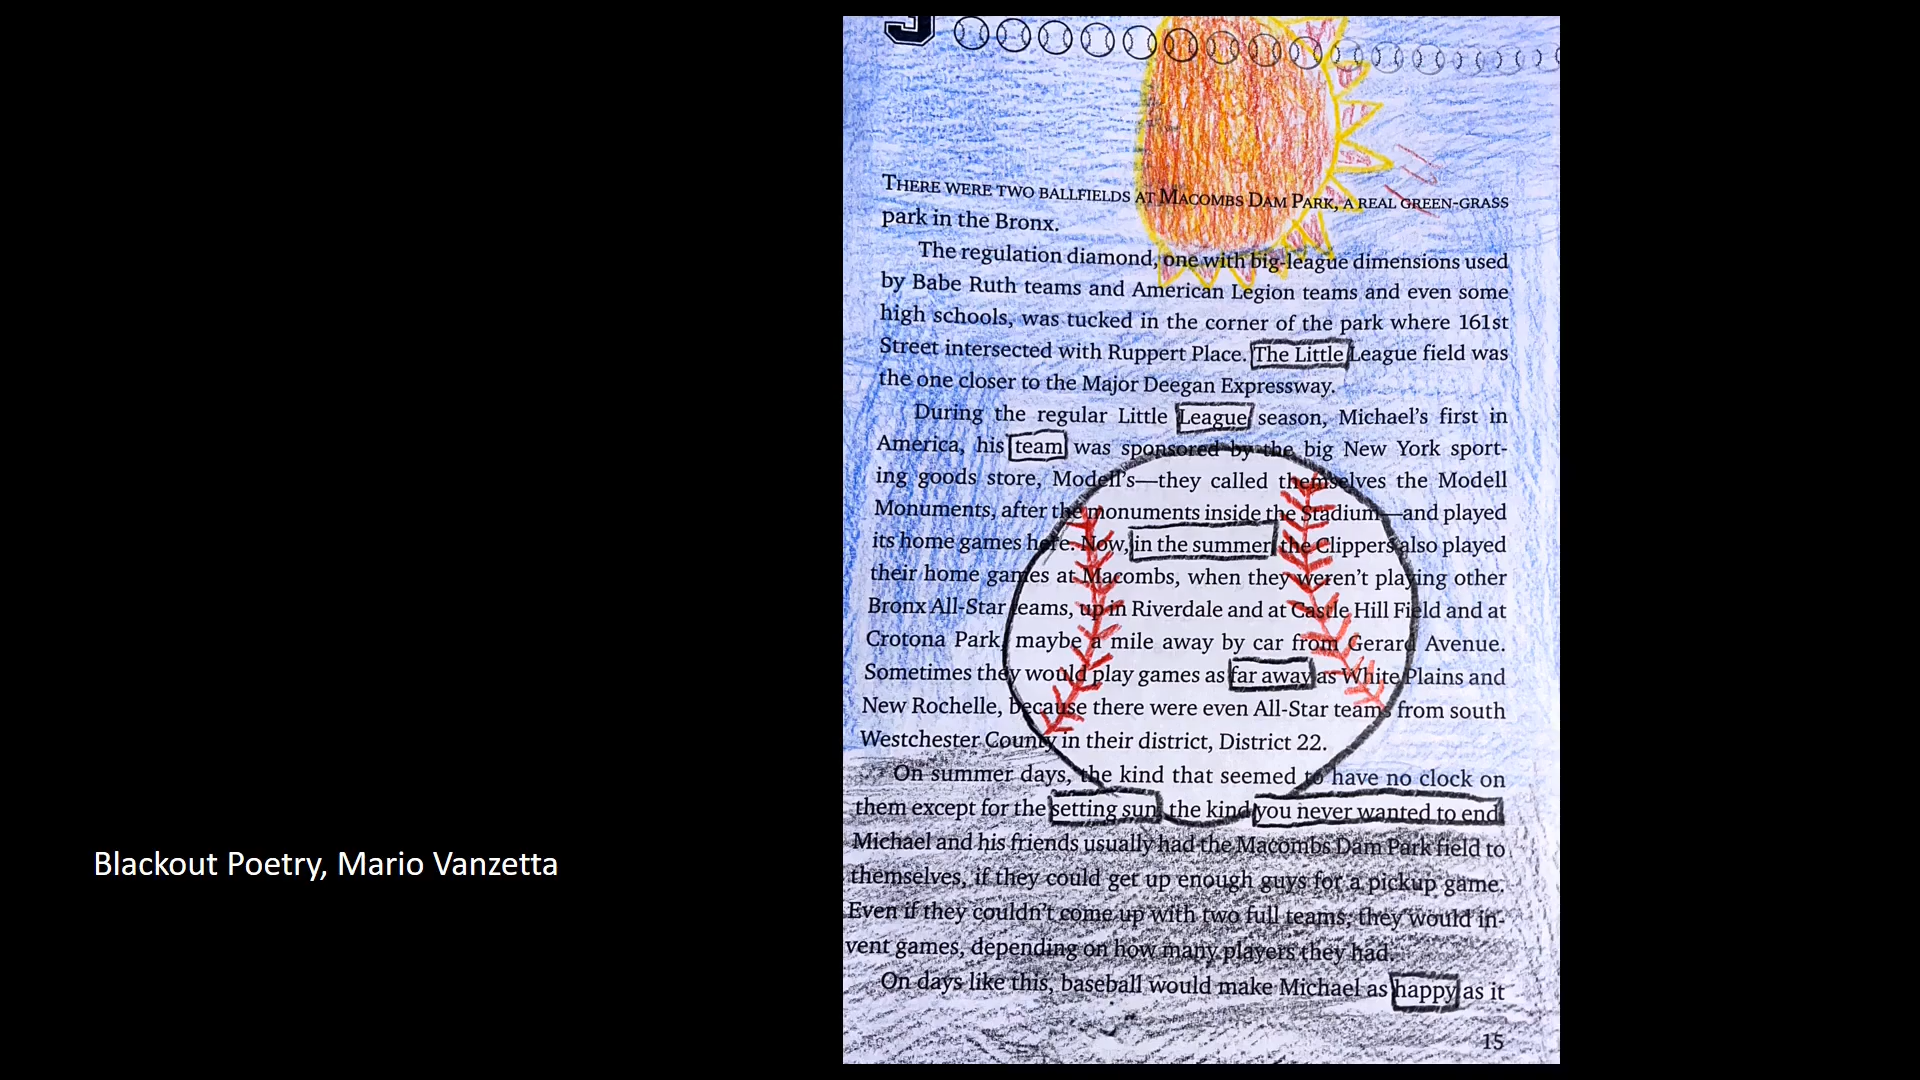 THERE WERE TWO BALLFIELDS AT MACOMBS DAM PARK, A REAL GREEN-GRASS
park in the Bronx.
The regulation diamond, one with big-league dimensions used
by Babe Ruth teams and American Legion teams and even some
high schools, was tucked in the corner of the park where 161st
Street intersected with Ruppert Place. The Little League field was
the one closer to the Major Deegan Expressway.
During the regular Little League season, Michael's first in
America, his team was sponsored by the big New York sport-
ing goods store, Modell's—they called themselves the Modell
Monuments, after the monuments inside the Stadium—and played
its home games here. Now, in the summer, the Clippers also played
their home games at Macombs, when they weren't playing other
Bronx All-Star teams, up in Riverdale and at Castle Hill Field and at
Crotona Park, maybe a mile away by car from Gerard Avenue.
Sometimes they would play games as far away as White Plains and
New Rochelle, because there were even All-Star teams from south
Westchester County in their district, District 22.
On summer days, the kind that seemed to have no clock on
them except for the setting sun, the kind you never wanted to end,
Michael and his friends usually had the Macombs Dam Park field to
themselves, if they could get up enough guys for a pickup game.
Even if they couldn't come up with two full teams, they would in-
vent games, depending on how many players they had.
On days like this, baseball would make Michael as happy as it
15
Blackout Poetry, Mario Vanzetta